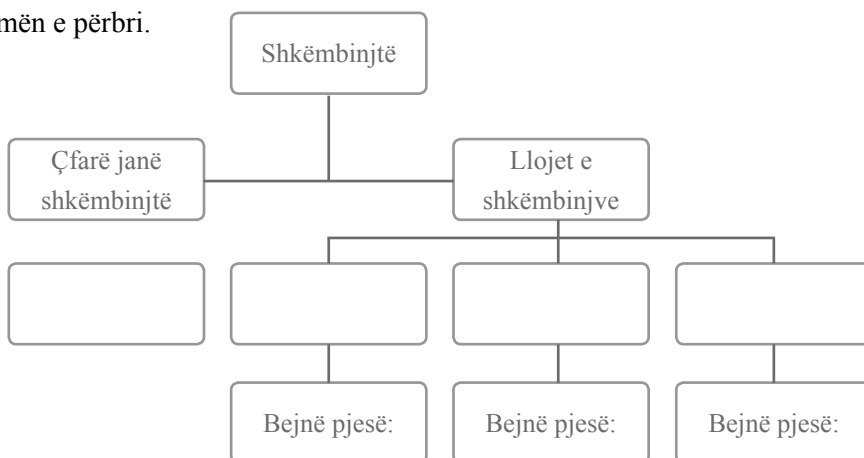 mën e përbri.
Shkëmbinjtë
Çfarë janë
shkëmbinjtë
Llojet e
shkëmbinjve
Bejnë pjesë:
Bejnë pjesë:
Bejnë pjesë: